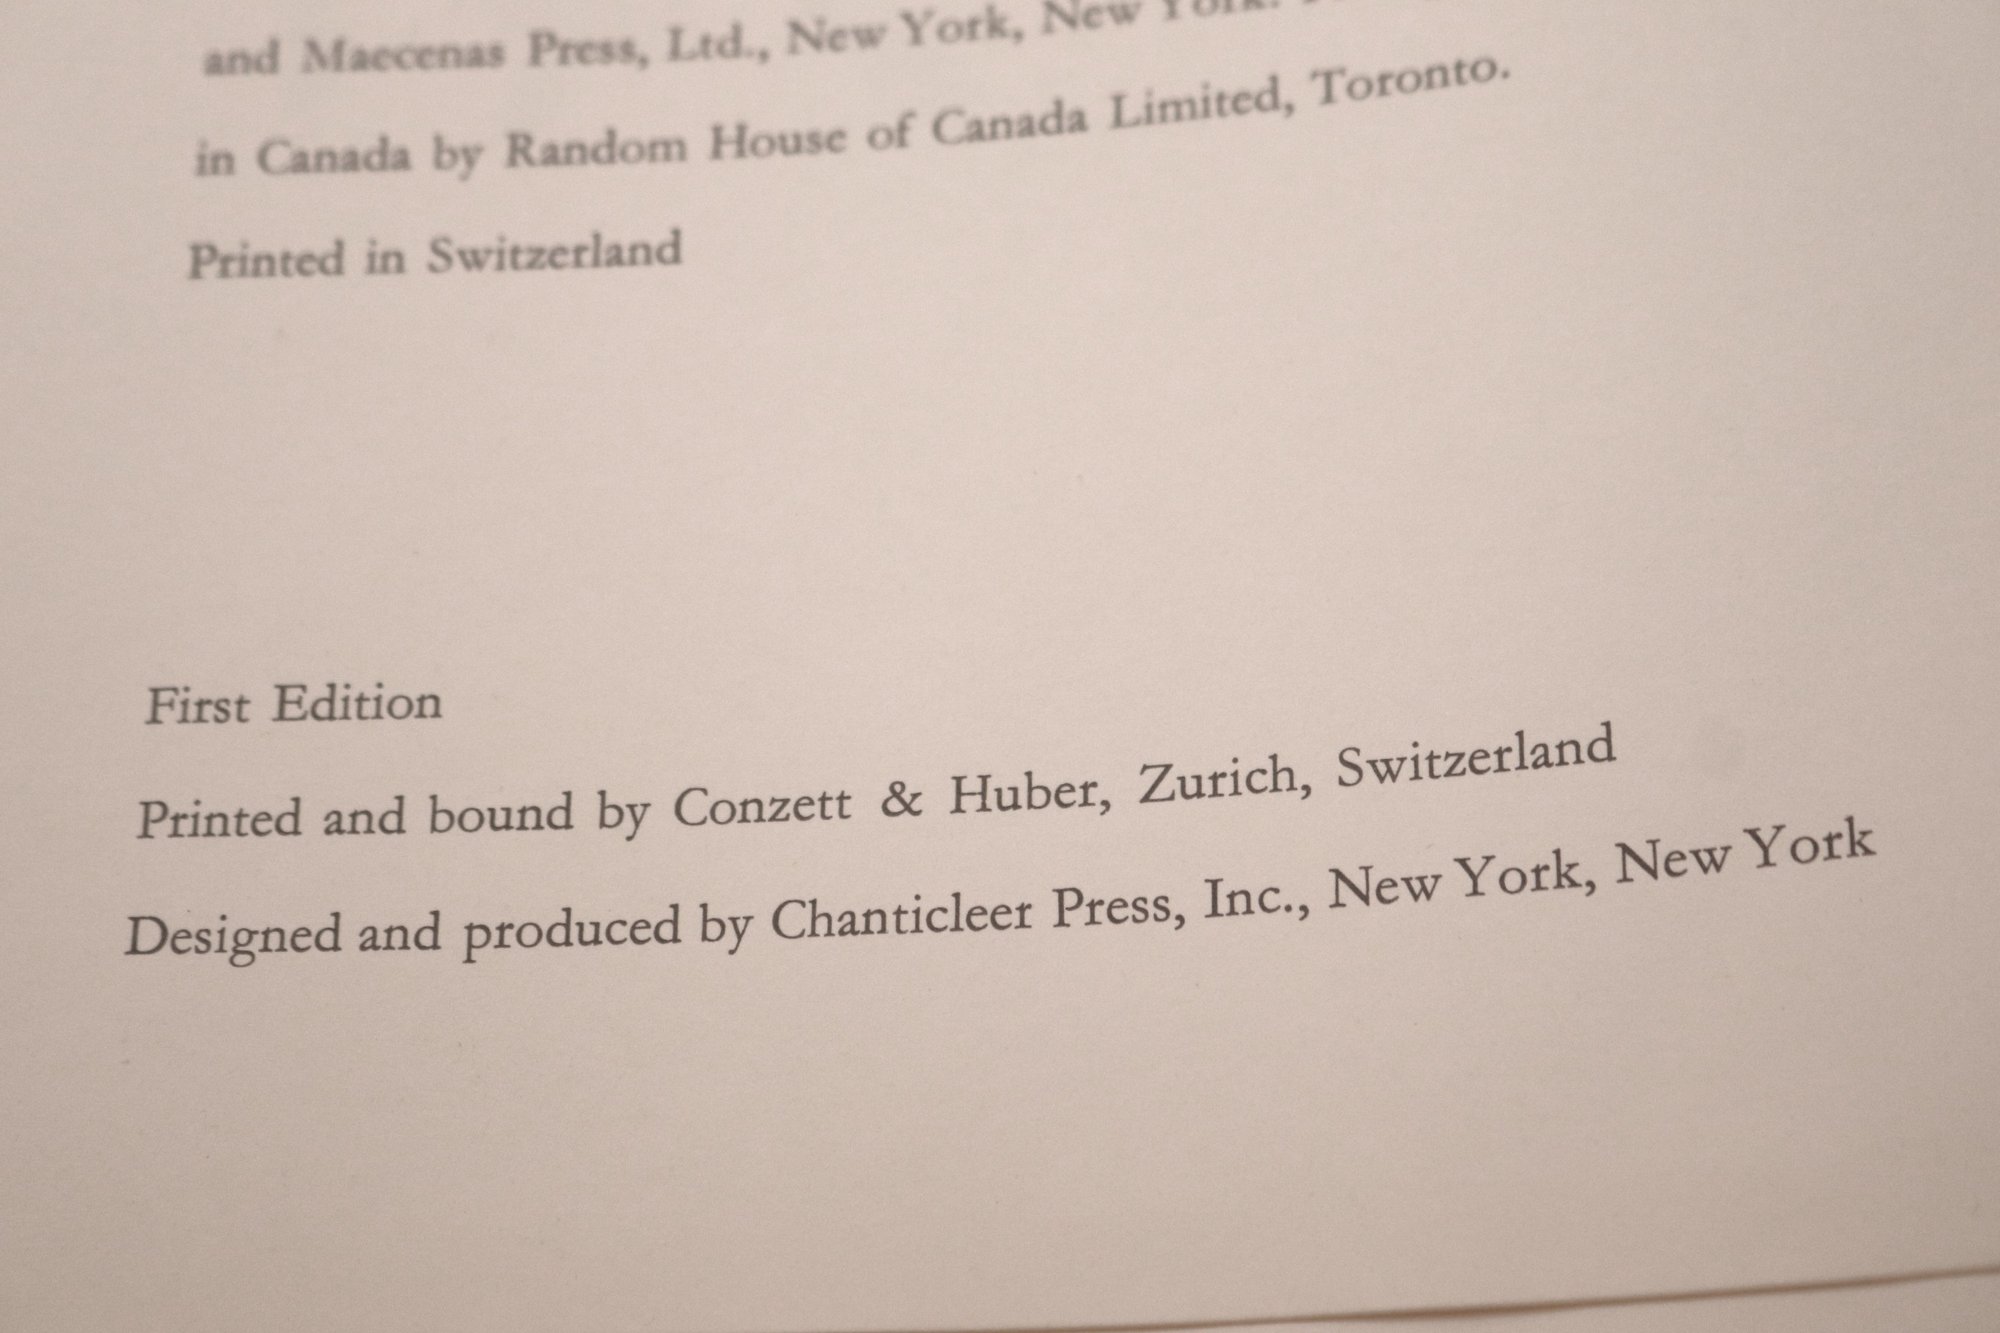 and Maecenas Press, Ltd., New York, New York.
in Canada by Random House of Canada Limited, Toronto.
Printed in Switzerland
First Edition
Printed and bound by Conzett & Huber, Zurich, Switzerland
Designed and produced by Chanticleer Press, Inc., New York, New York